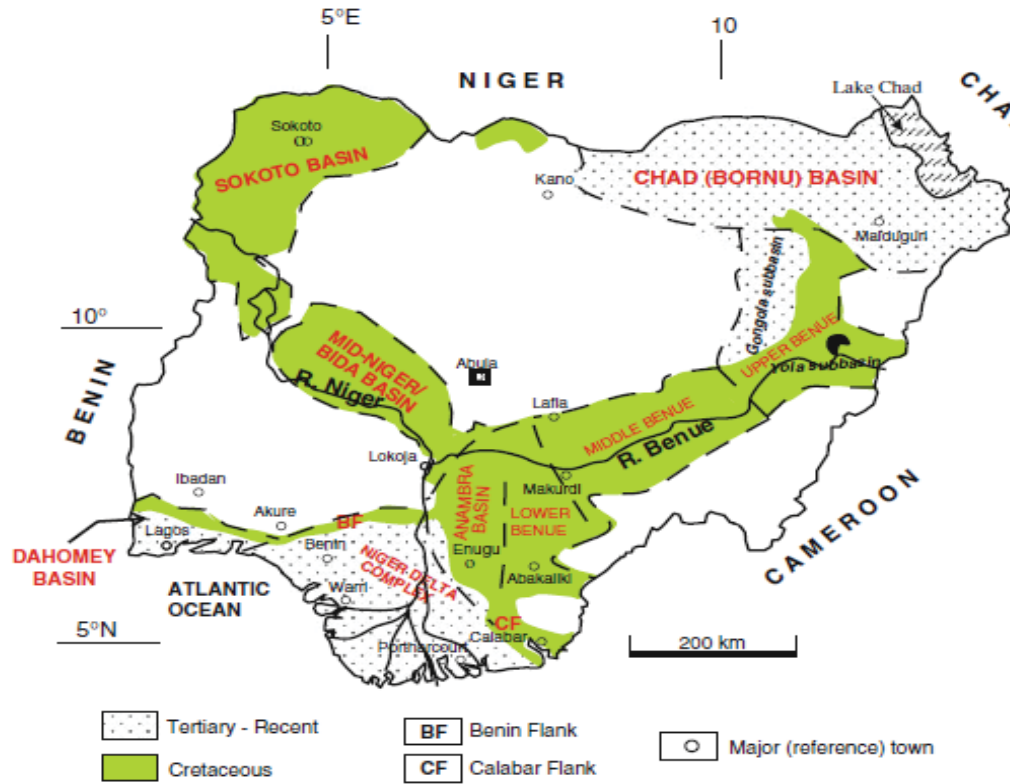 5°E
10
NIGER
CHA
Lake Chad
Sokoto
SOKOTO BASIN
Kano
CHAD (BORNU) BASIN
Maiduguri
Gongola subbasin
10°
MID-NIGER/
BIDA BASIN
R. Niger
Abuja
UPPER BENUE
Yola subbasin
BENIN
Lafia
MIDDLE BENUE
R. Benue
Lokoja
Makurdi
Ibadan
ANAMBRA
BASIN
LOWER
BENUE
CAMEROON
Akure
BF
Lagos
Benin
Enugu
DAHOMEY
BASIN
NIGER-DELTA
COMPLEX
Abakaliki
ATLANTIC
OCEAN
Warri
CF
Calabar
5°N
Portharcourt
200 km
Tertiary - Recent
BF Benin Flank
Major (reference) town
Cretaceous
CF Calabar Flank